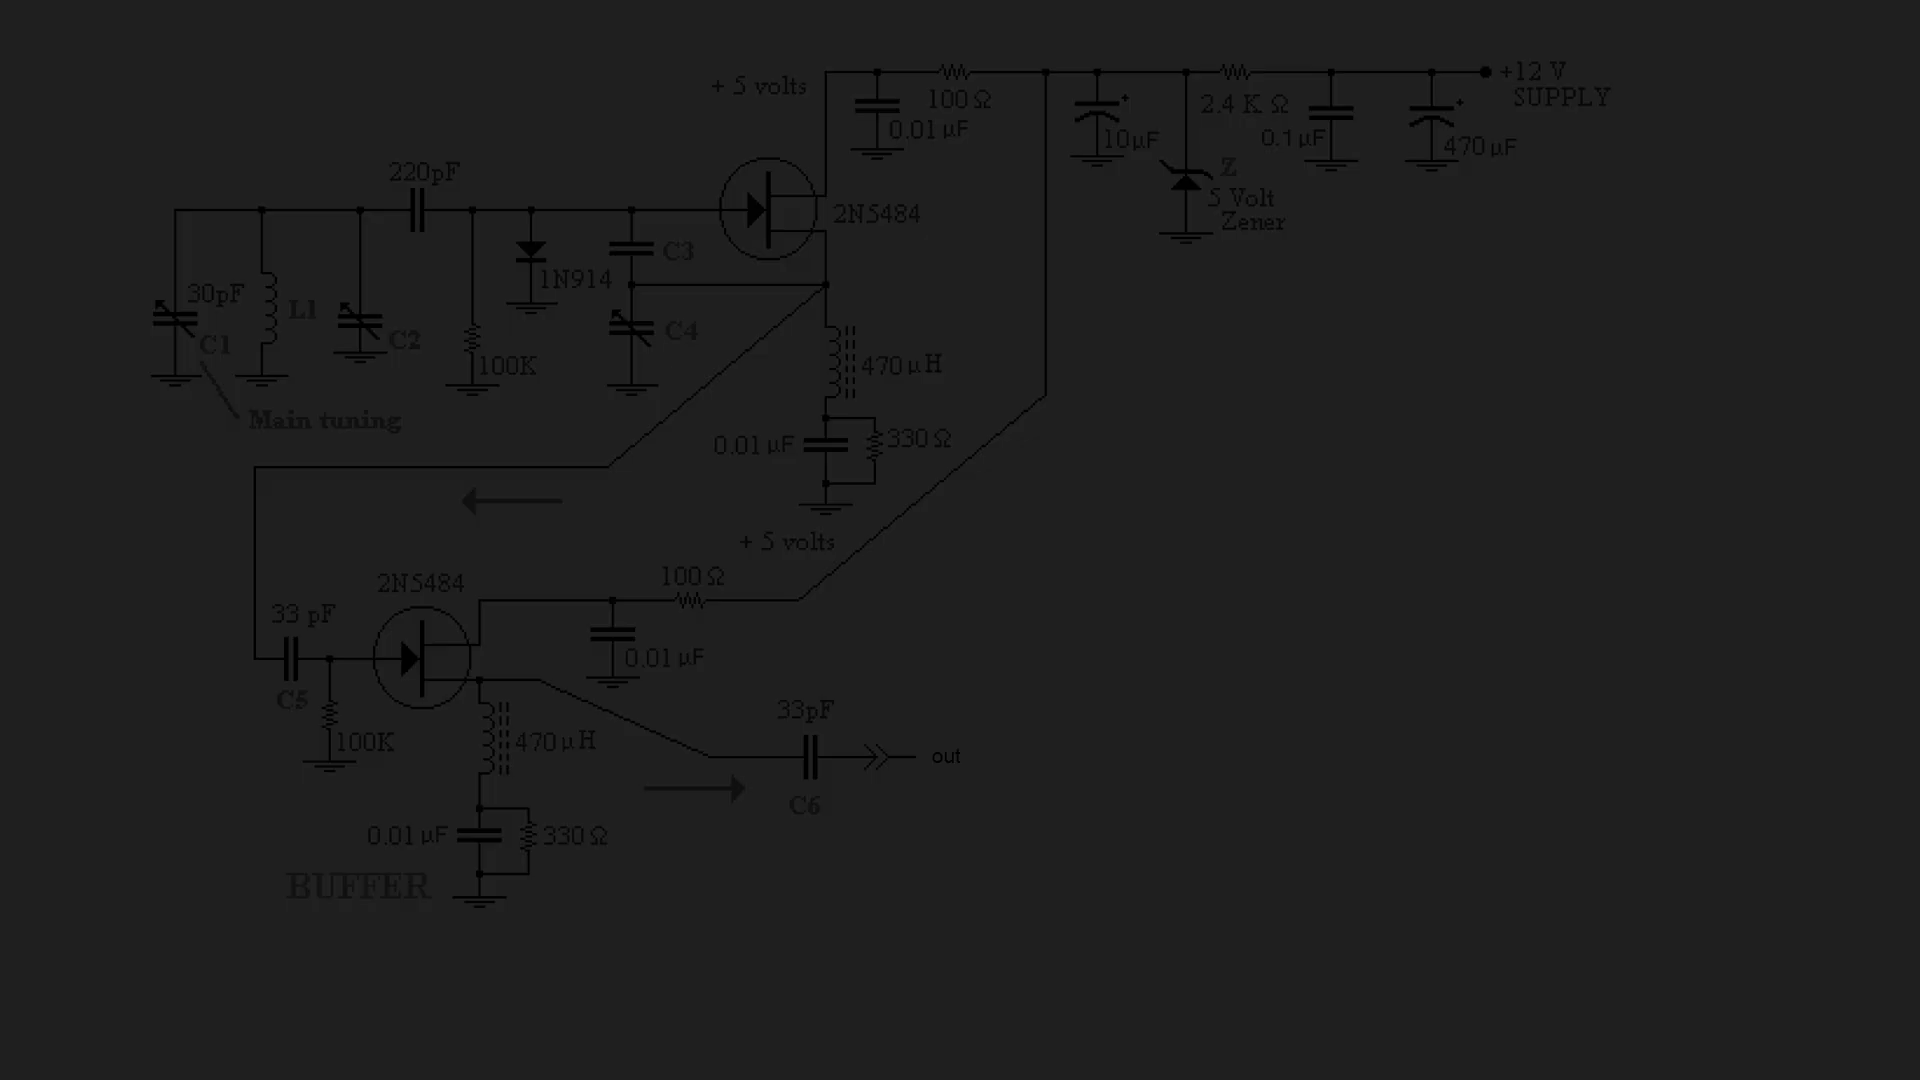 +12 V
SUPPLY
+ 5 volts
100 Ω
0.01 µF
10µF
2.4 K Ω
0.1 µF
470 µF
Z
5 Volt
Zener
220pF
2N5484
C3
1N914
30pF
L1
C1
C2
C4
100K
470 µH
Main tuning
0.01 µF
330 Ω
+ 5 volts
100 Ω
2N5484
33 pF
0.01 µF
C5
100K
470 µH
33pF
out
C6
0.01 µF
330 Ω
BUFFER